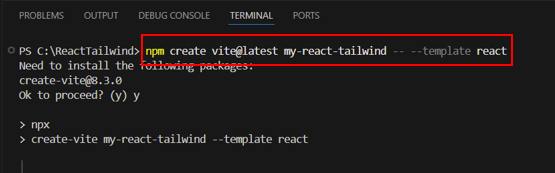 PROBLEMS OUTPUT DEBUG CONSOLE TERMINAL PORTS
PS C:\ReactTailwind> npm create vite@latest my-react-tailwind -- --template react
Need to install the following packages:
create-vite@8.3.0
Ok to proceed? (y) y
> npx
> create-vite my-react-tailwind --template react